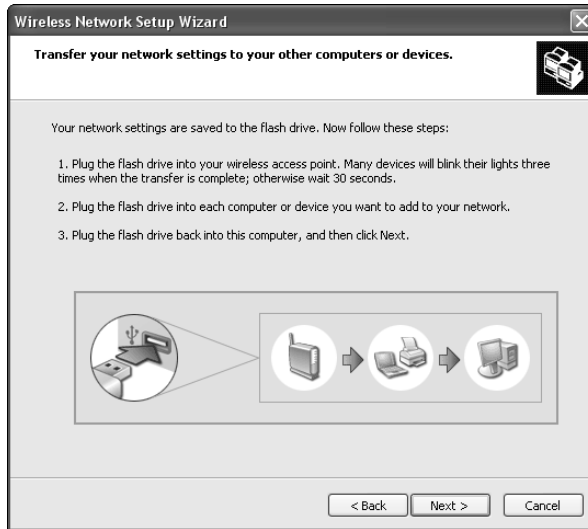 Wireless Network Setup Wizard
Transfer your network settings to your other computers or devices.
Your network settings are saved to the flash drive. Now follow these steps:
1. Plug the flash drive into your wireless access point. Many devices will blink their lights three
times when the transfer is complete; otherwise wait 30 seconds.
2. Plug the flash drive into each computer or device you want to add to your network.
3. Plug the flash drive back into this computer, and then click Next.
< Back
Next >
Cancel